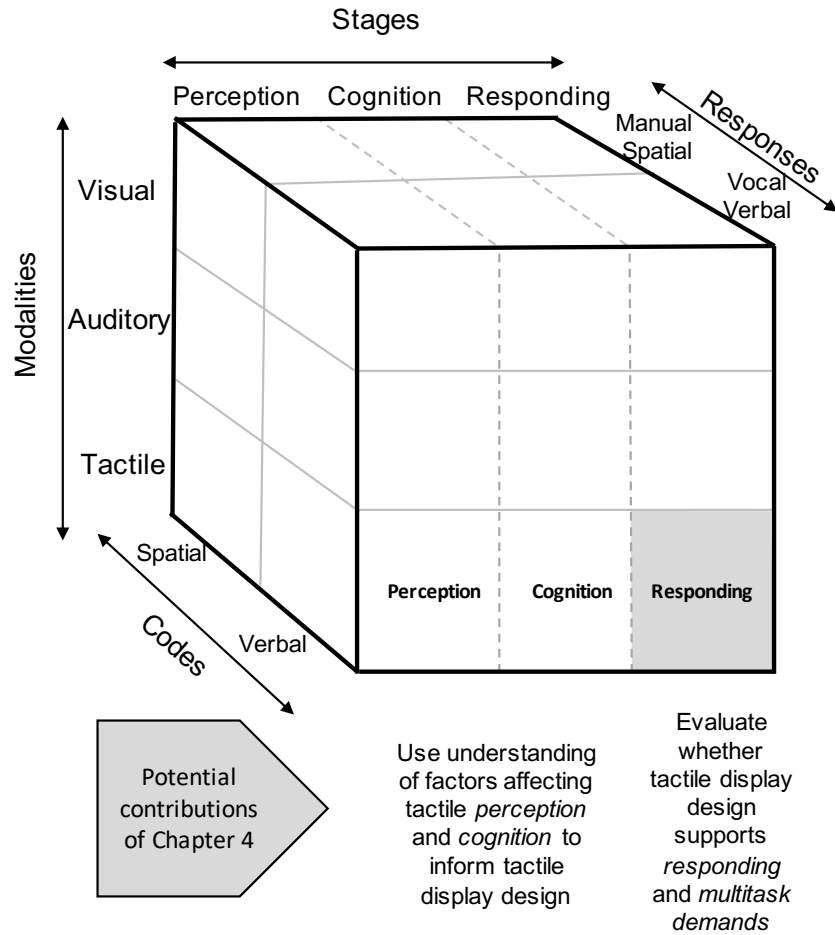 Stages
Perception Cognition Responding
Responses
Manual
Spatial
Vocal
Verbal
Modalities
Visual
Auditory
Tactile
Spatial
Verbal
Codes
Perception Cognition Responding
Potential
contributions
of Chapter 4
Use understanding
of factors affecting
tactile perception
and cognition to
inform tactile
display design
Evaluate
whether
tactile display
design
supports
responding
and multitask
demands